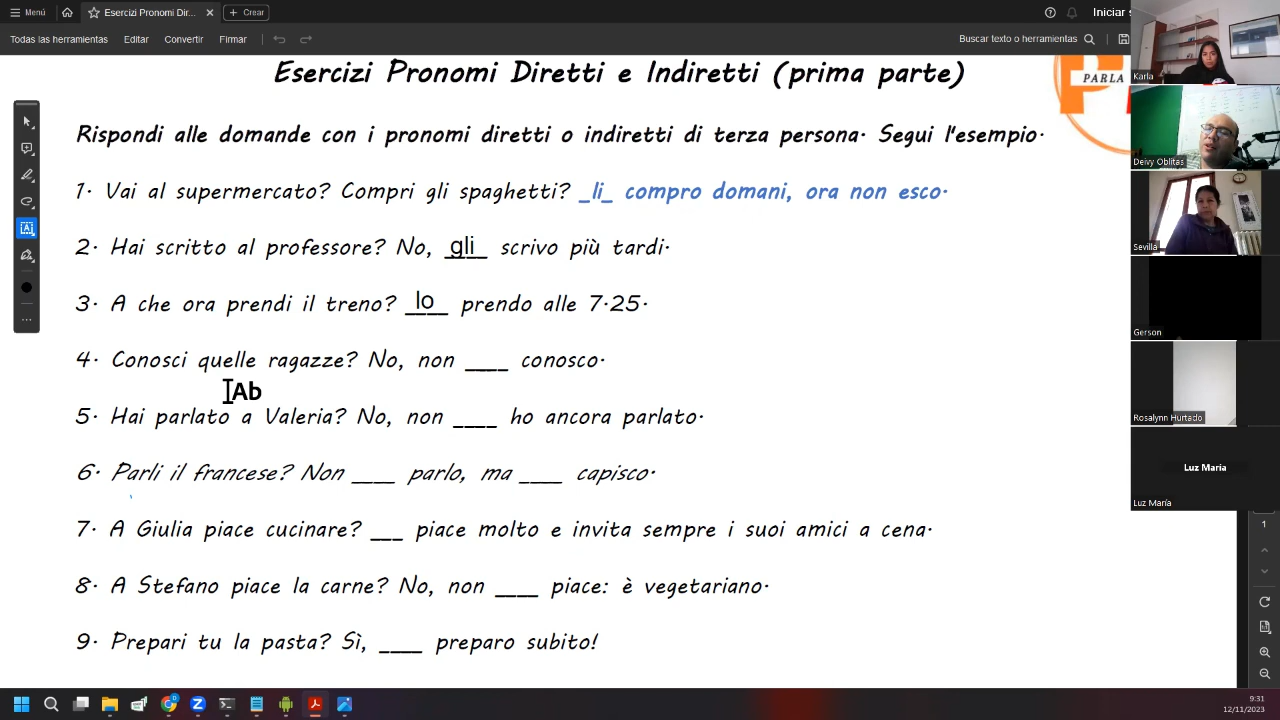 Menú
Esercizi Pronomi Dir...
Crear
Iniciar s
Todas las herramientas
Editar
Convertir
Firmar
Buscar texto o herramientas
Esercizi Pronomi Diretti e Indiretti (prima parte)
PARLA
Rispondi alle domande con i pronomi diretti o indiretti di terza persona. Segui l'esempio.
1. Vai al supermercato? Compri gli spaghetti? _li_ compro domani, ora non esco.
2. Hai scritto al professore? No, gli scrivo più tardi.
3. A che ora prendi il treno? lo prendo alle 7.25.
4. Conosci quelle ragazze? No, non ____ conosco.
Ab
5. Hai parlato a Valeria? No, non ____ ho ancora parlato.
6. Parli il francese? Non ____ parlo, ma ____ capisco.
7. A Giulia piace cucinare? ___ piace molto e invita sempre i suoi amici a cena.
8. A Stefano piace la carne? No, non ____ piace: è vegetariano.
9. Prepari tu la pasta? Sì, ____ preparo subito!
Karla
Deivy Oblitas
Sevilla
Gerson
Rosalynn Hurtado
Luz Maria
Luz María
1
9:31
12/11/2023